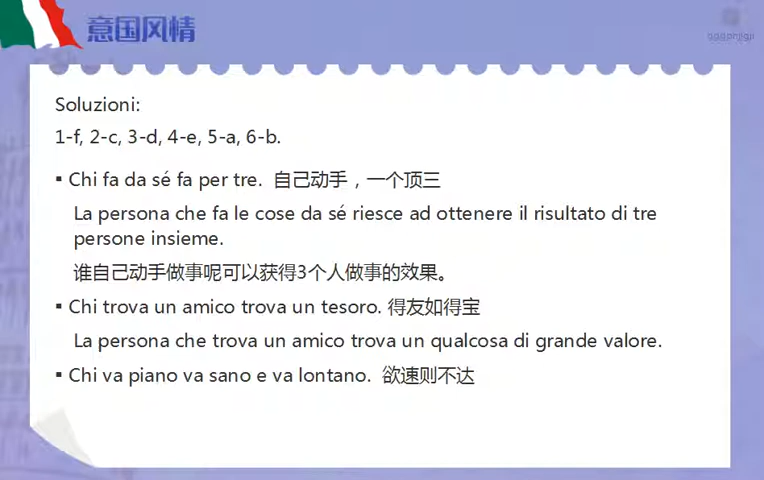 意国风情
Soluzioni:
1-f, 2-c, 3-d, 4-e, 5-a, 6-b.
▪ Chi fa da sé fa per tre. 自己动手，一个顶三
La persona che fa le cose da sé riesce ad ottenere il risultato di tre
persone insieme.
谁自己动手做事呢可以获得3个人做事的效果。
▪ Chi trova un amico trova un tesoro. 得友如得宝
La persona che trova un amico trova un qualcosa di grande valore.
▪ Chi va piano va sano e va lontano. 欲速则不达